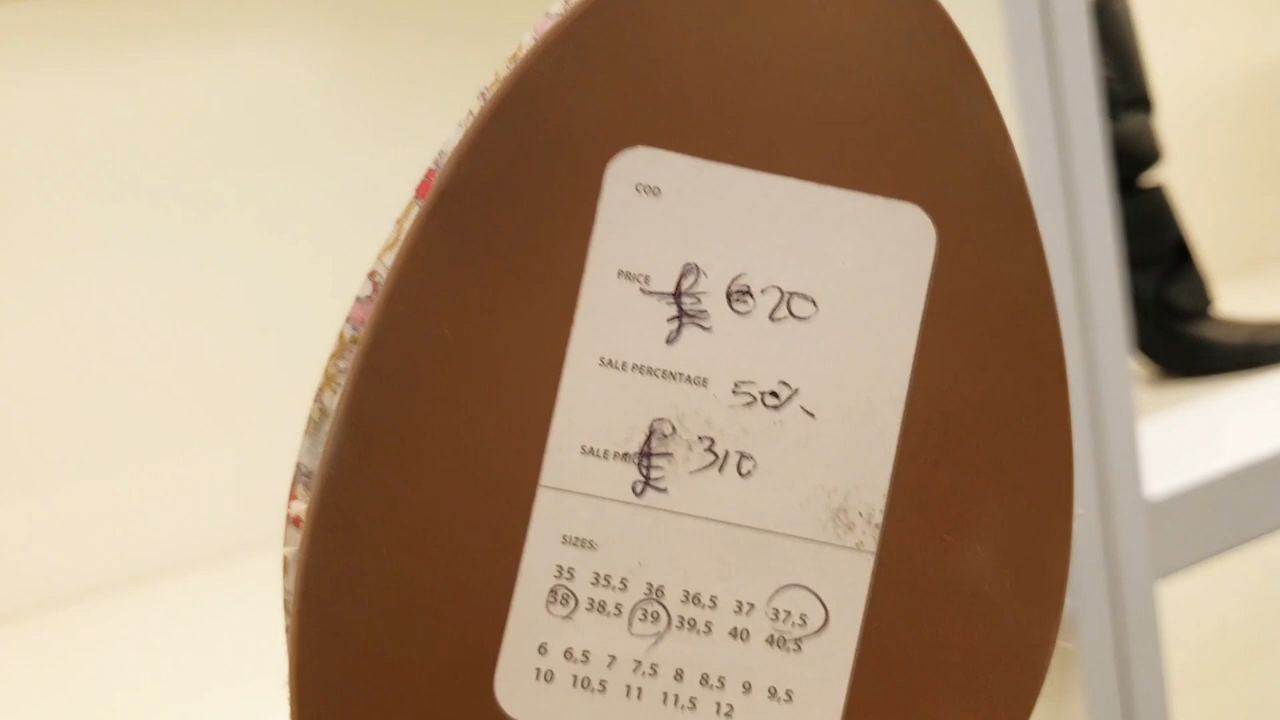 COD
PRICE £ 620
SALE PERCENTAGE 50%
SALE PRICE £ 310
SIZES:
35 35,5 36 36,5 37 37,5
38 38,5 39 39,5 40 40,5
6 6,5 7 7,5 8 8,5 9 9,5
10 10,5 11 11,5 12